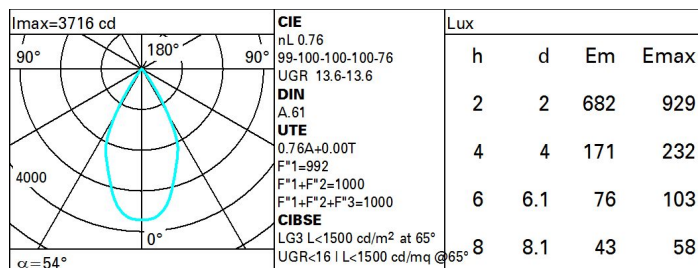 Imax=3716 cd
90°
180°
90°
4000
0°
α=54°
CIE
nL 0.76
99-100-100-100-76
UGR 13.6-13.6
DIN
A.61
UTE
0.76A+0.00T
F"1=992
F"1+F"2=1000
F"1+F"2+F"3=1000
CIBSE
LG3 L<1500 cd/m² at 65°
UGR<16 | L<1500 cd/mq @65°
Lux
h d Em Emax
2 2 682 929
4 4 171 232
6 6.1 76 103
8 8.1 43 58